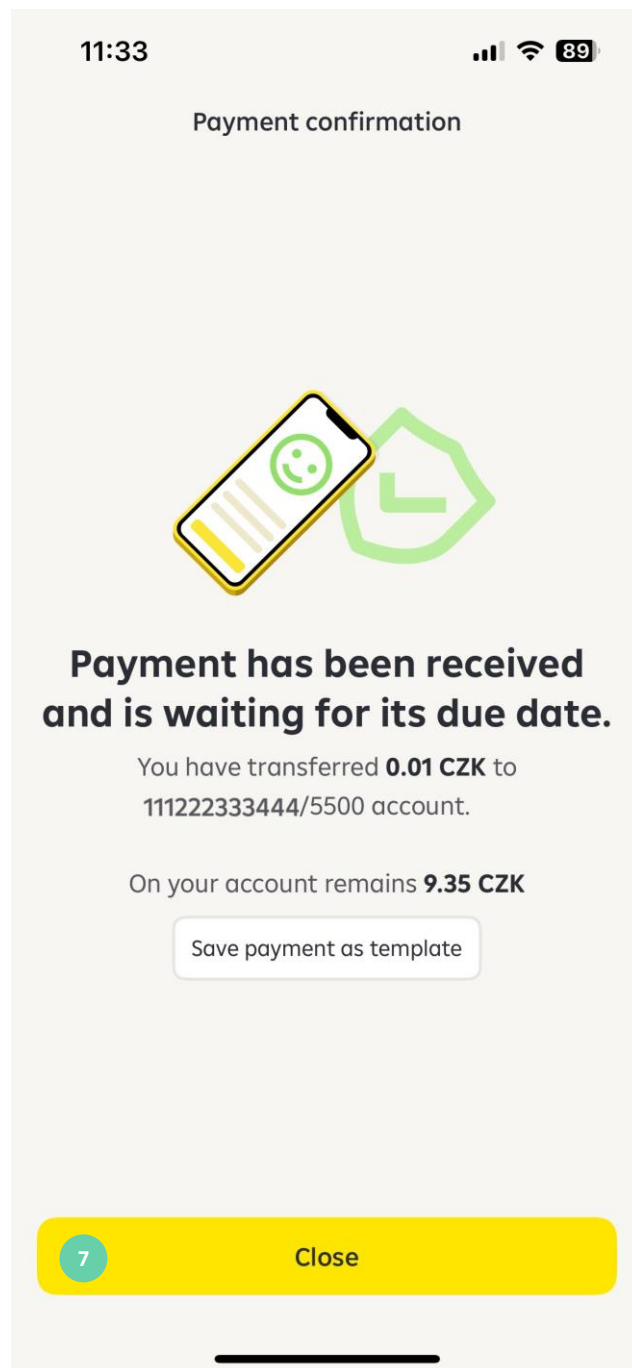 11:33
89
Payment confirmation
Payment has been received
and is waiting for its due date.
You have transferred 0.01 CZK to
111222333444/5500 account.
On your account remains 9.35 CZK
Save payment as template
7
Close